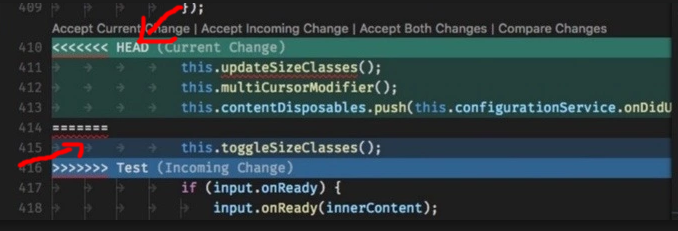 409 });
Accept Current Change | Accept Incoming Change | Accept Both Changes | Compare Changes
410 <<<<<<< HEAD (Current Change)
411 this.updateSizeClasses();
412 this.multiCursorModifier();
413 this.contentDisposables.push(this.configurationService.onDidU
414 =======
415 this.toggleSizeClasses();
416 >>>>>>> Test (Incoming Change)
417 if (input.onReady) {
418 input.onReady(innerContent);